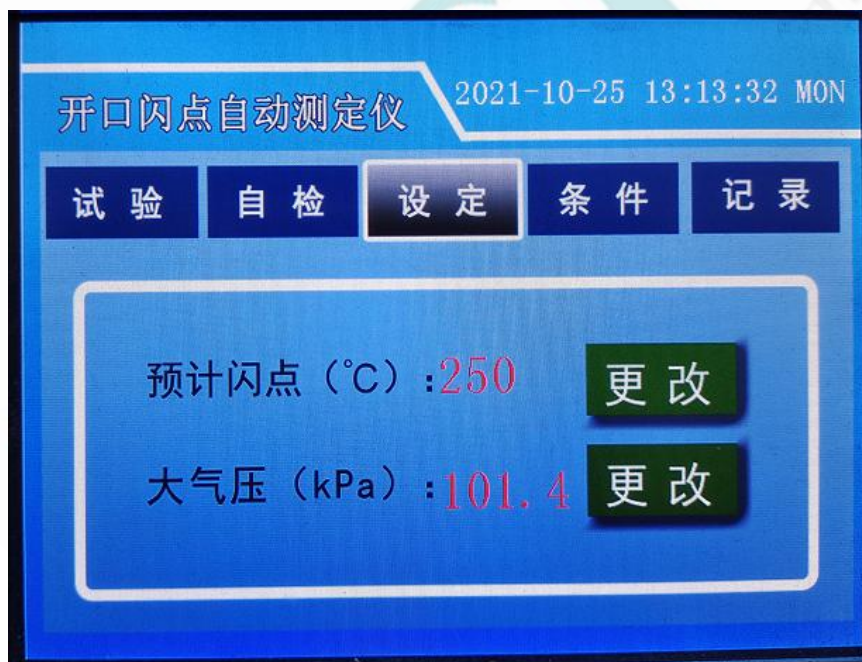 开口闪点自动测定仪
2021-10-25 13:13:32 MON
试验 自检 设定 条件 记录
预计闪点（℃）:250 更改
大气压（kPa）:101.4 更改